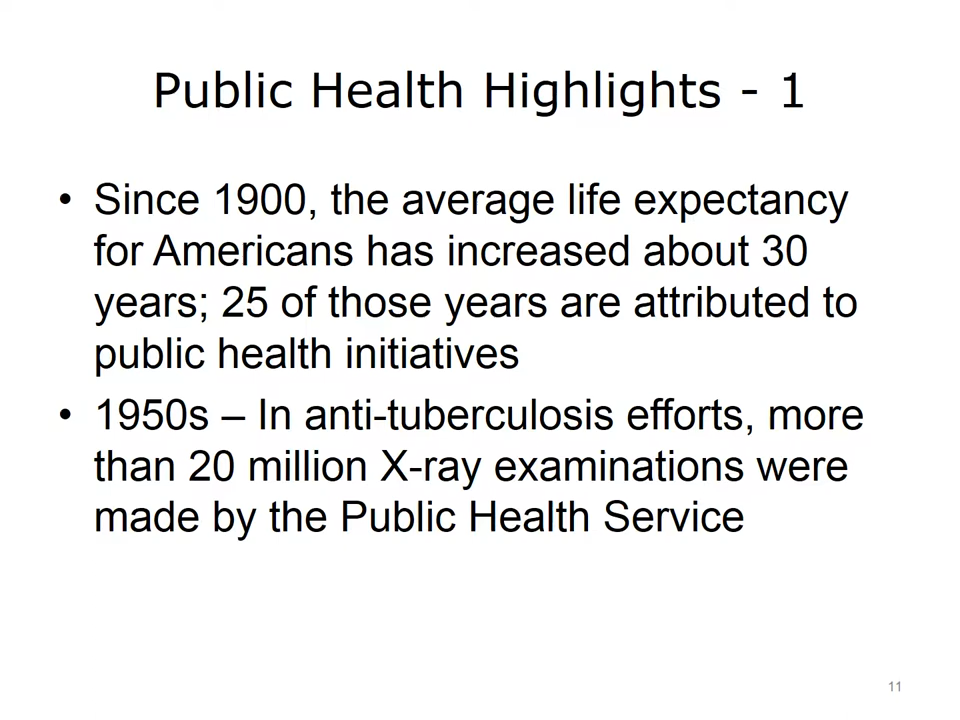 Public Health Highlights - 1
• Since 1900, the average life expectancy
for Americans has increased about 30
years; 25 of those years are attributed to
public health initiatives
• 1950s – In anti-tuberculosis efforts, more
than 20 million X-ray examinations were
made by the Public Health Service
11